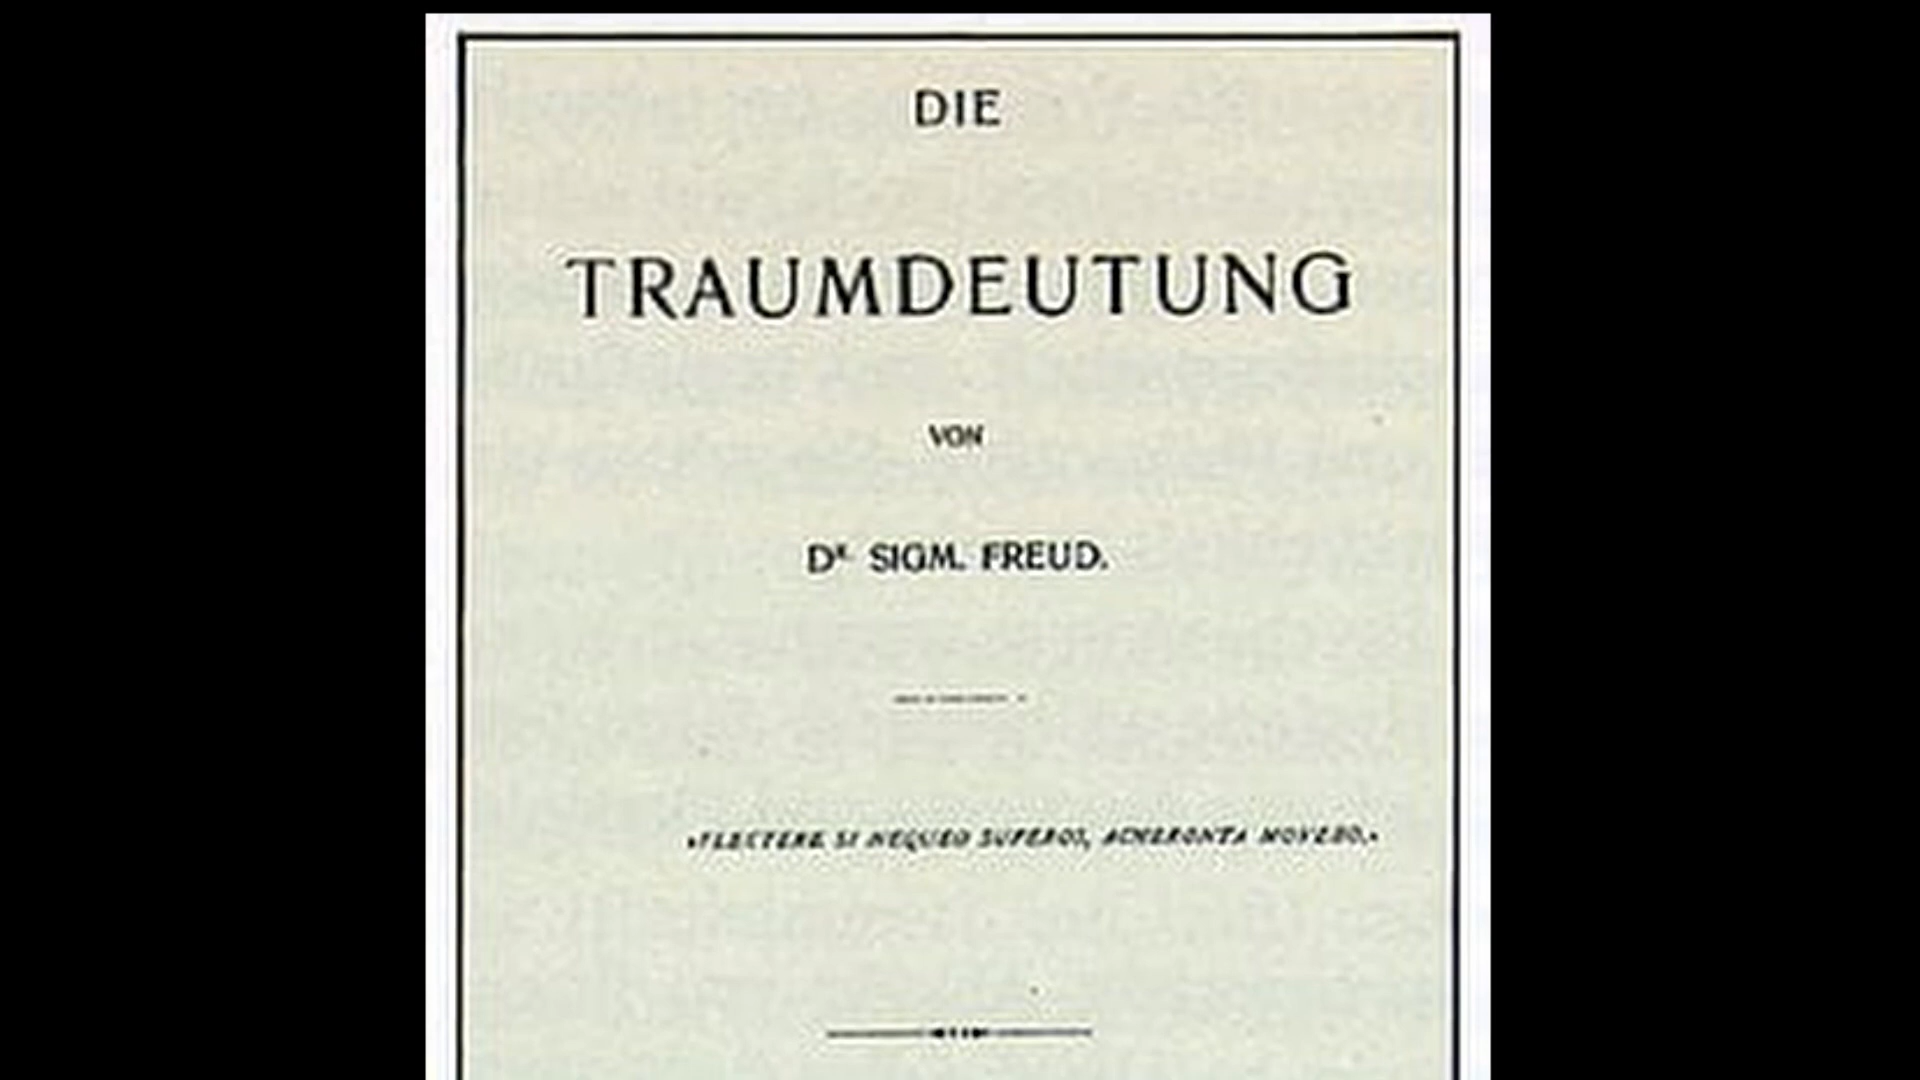 DIE
TRAUMDEUTUNG
VON
DR. SIGM. FREUD.
»FLECTERE SI NEQUEO SUPEROS, ACHERONTA MOVEBO.«